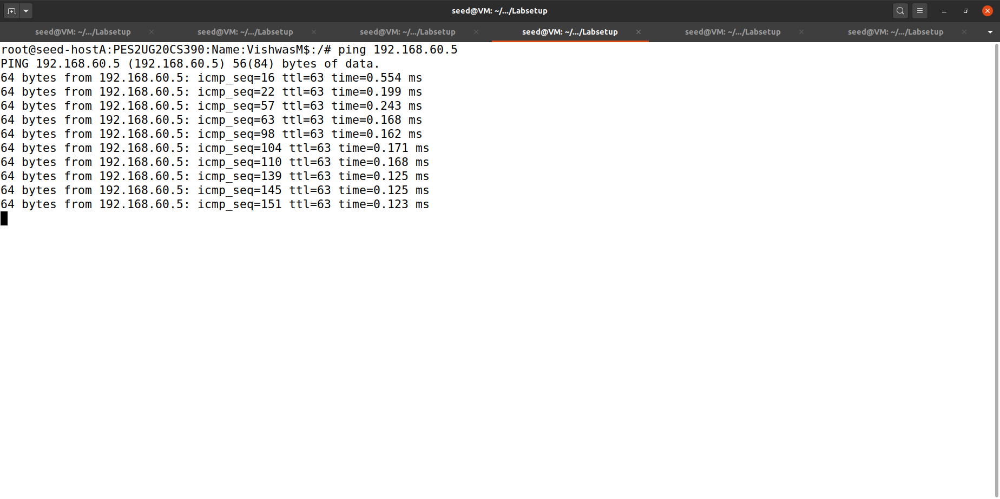 seed@VM: ~/.../Labsetup
seed@VM: ~/.../Labsetup seed@VM: ~/.../Labsetup seed@VM: ~/.../Labsetup seed@VM: ~/.../Labsetup seed@VM: ~/.../Labsetup seed@VM: ~/.../Labsetup
root@seed-hostA:PES2UG20CS390:Name:VishwasM$:/# ping 192.168.60.5
PING 192.168.60.5 (192.168.60.5) 56(84) bytes of data.
64 bytes from 192.168.60.5: icmp_seq=16 ttl=63 time=0.554 ms
64 bytes from 192.168.60.5: icmp_seq=22 ttl=63 time=0.199 ms
64 bytes from 192.168.60.5: icmp_seq=57 ttl=63 time=0.243 ms
64 bytes from 192.168.60.5: icmp_seq=63 ttl=63 time=0.168 ms
64 bytes from 192.168.60.5: icmp_seq=98 ttl=63 time=0.162 ms
64 bytes from 192.168.60.5: icmp_seq=104 ttl=63 time=0.171 ms
64 bytes from 192.168.60.5: icmp_seq=110 ttl=63 time=0.168 ms
64 bytes from 192.168.60.5: icmp_seq=139 ttl=63 time=0.125 ms
64 bytes from 192.168.60.5: icmp_seq=145 ttl=63 time=0.125 ms
64 bytes from 192.168.60.5: icmp_seq=151 ttl=63 time=0.123 ms